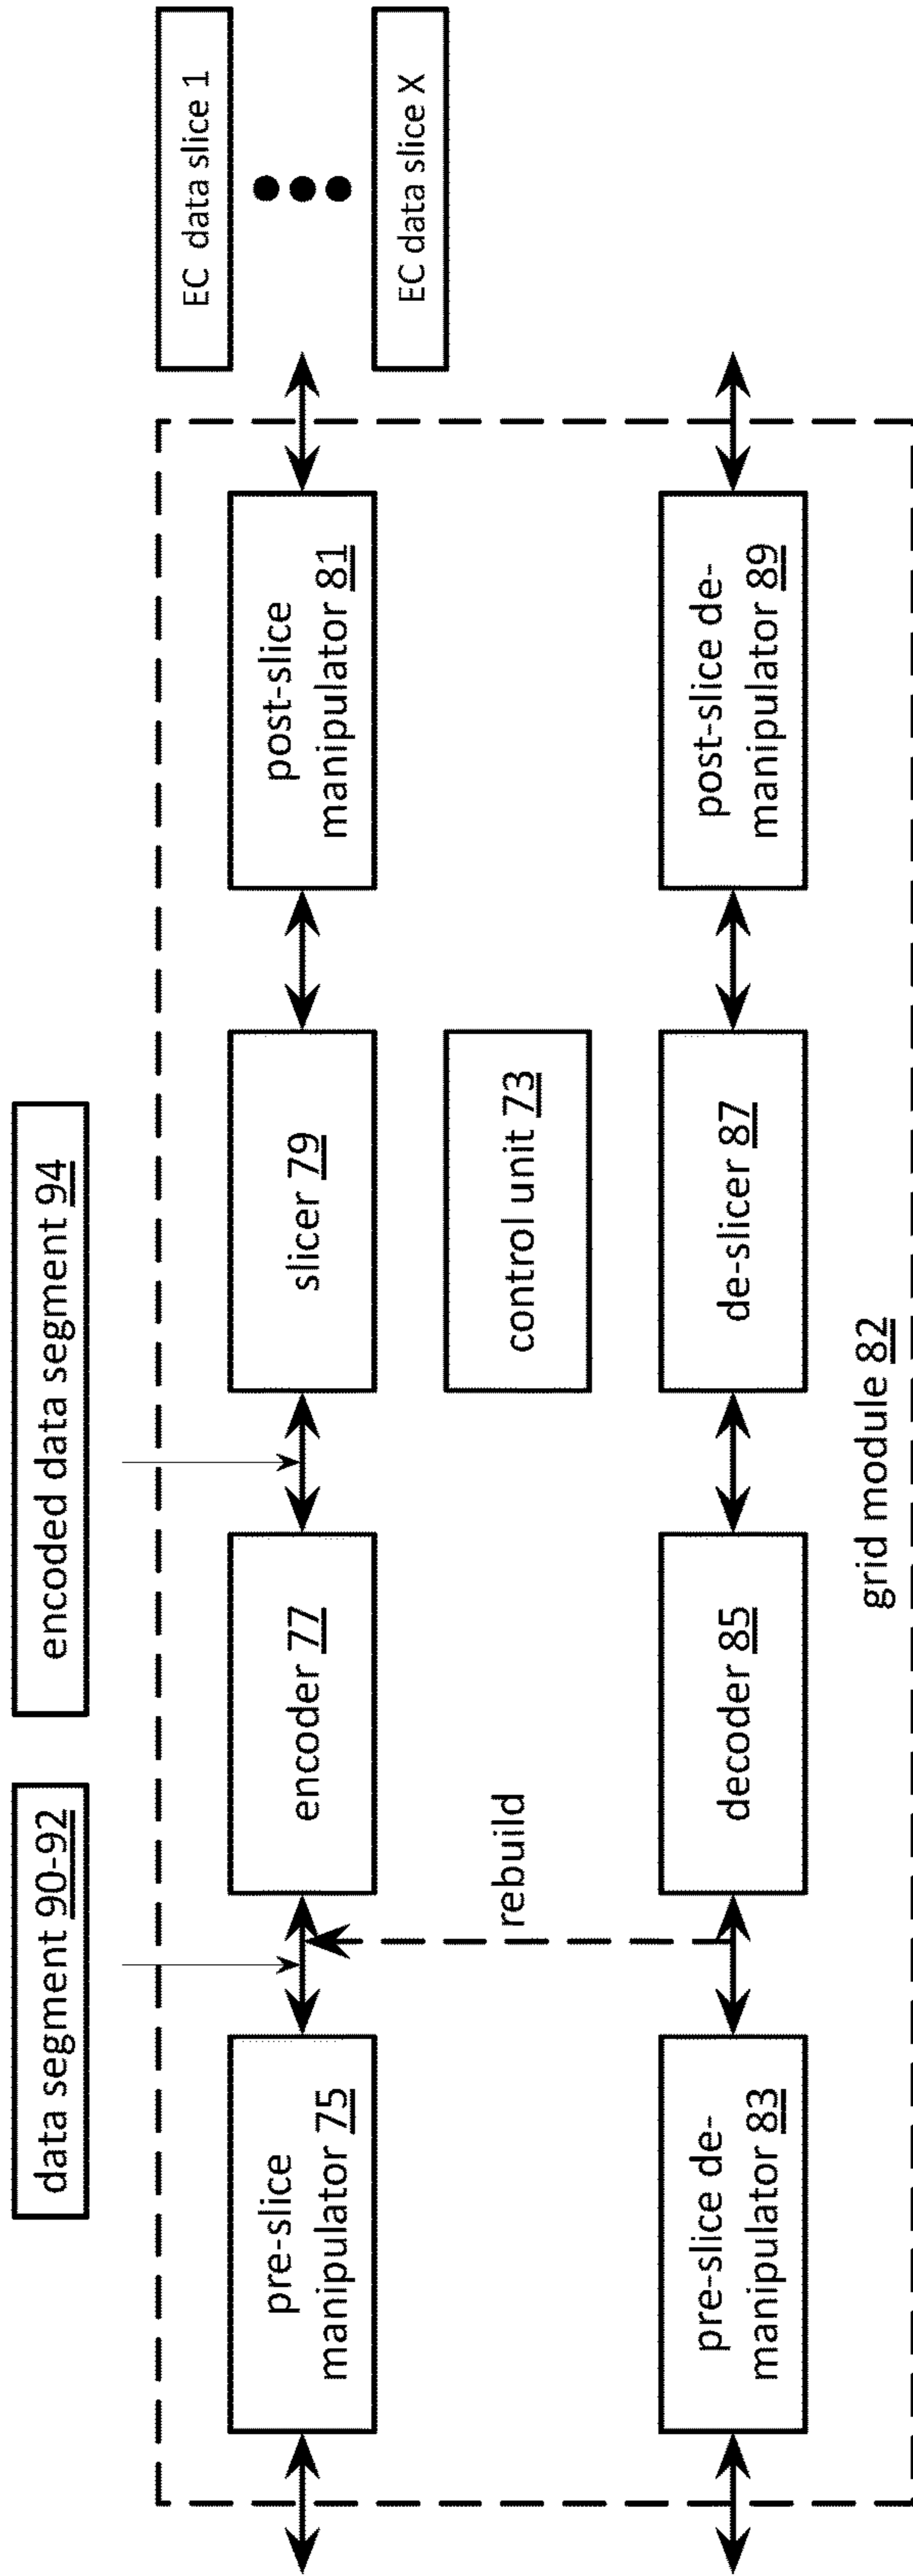 data segment 90-92
encoded data segment 94
EC data slice 1
EC data slice X
pre-slice
manipulator 75
encoder 77
slicer 79
post-slice
manipulator 81
rebuild
control unit 73
pre-slice de-
manipulator 83
decoder 85
de-slicer 87
post-slice de-
manipulator 89
grid module 82